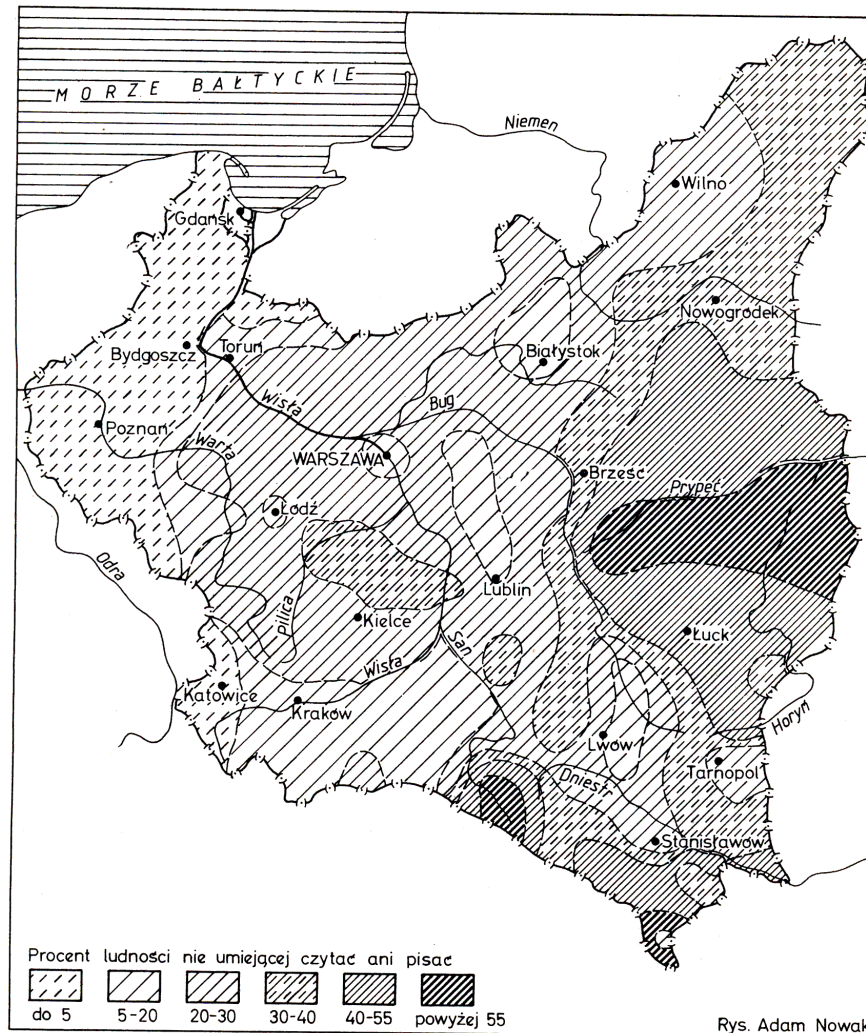 MORZE BAŁTYCKIE
Niemen
Wilno
Gdańsk
Nowogródek
Bydgoszcz
Toruń
Białystok
Wisła
Bug
Poznań
Warta
WARSZAWA
Brześć
Prypeć
Łódź
Odra
Lublin
Pilica
Kielce
San
Łuck
Wisła
Katowice
Kraków
Horyń
Lwów
Tarnopol
Dniestr
Stanisławów
Procent ludności nie umiejącej czytać ani pisać
do 5 5-20 20-30 30-40 40-55 powyżej 55
Rys. Adam Nowak